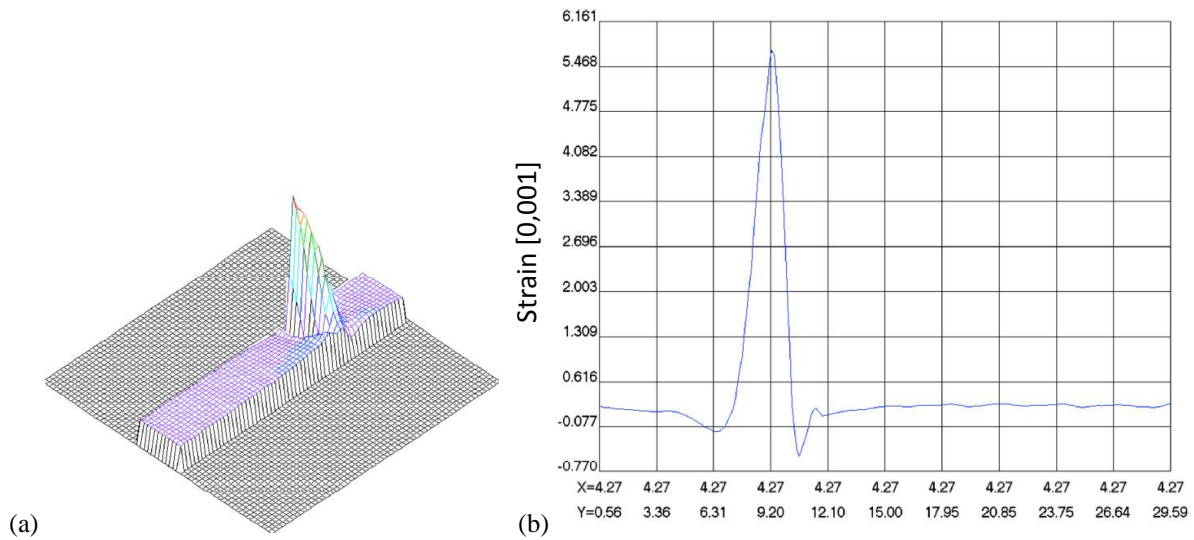 (a)
(b)
Strain [0,001]
6.161
5.468
4.775
4.082
3.389
2.696
2.003
1.309
0.616
-0.077
-0.770
X=4.27 4.27 4.27 4.27 4.27 4.27 4.27 4.27 4.27 4.27 4.27
Y=0.56 3.36 6.31 9.20 12.10 15.00 17.95 20.85 23.75 26.64 29.59